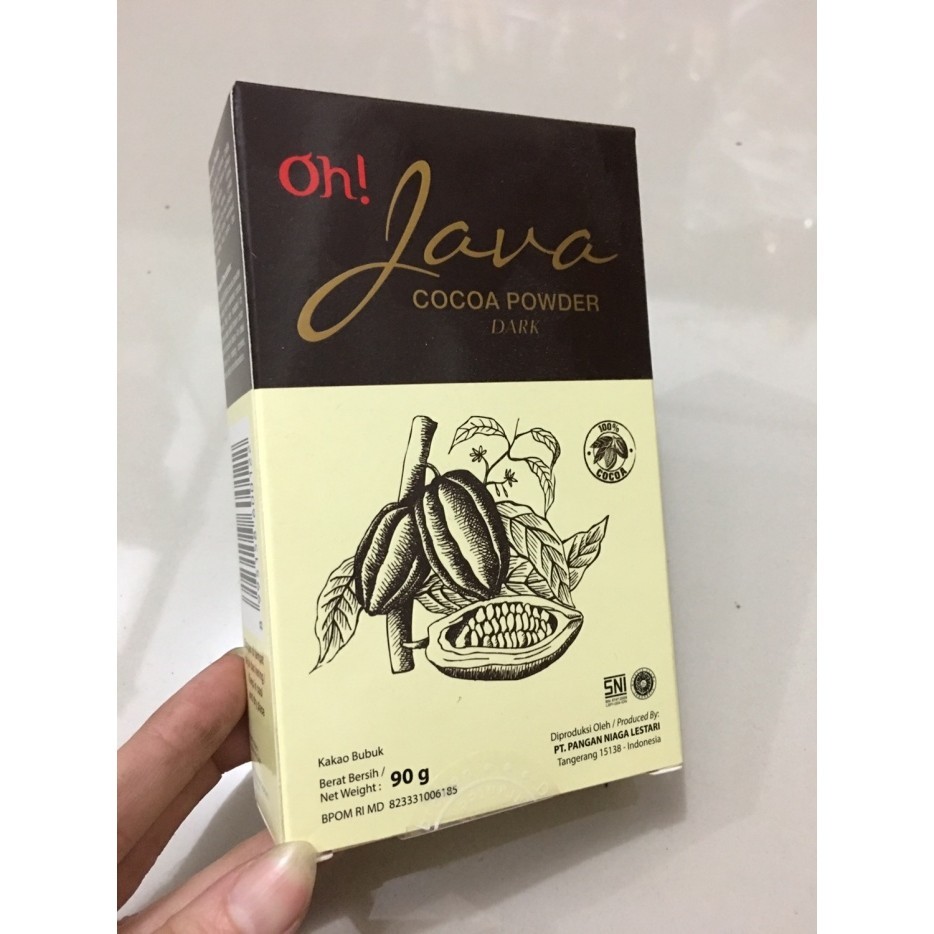 Oh!
Java
COCOA POWDER
DARK
100%
COCOA
SNI
Diproduksi Oleh / Produced By:
PT. PANGAN NIAGA LESTARI
Tangerang 15138 - Indonesia
Kakao Bubuk
Berat Bersih /
Net Weight : 90 g
BPOM RI MD 823331006185